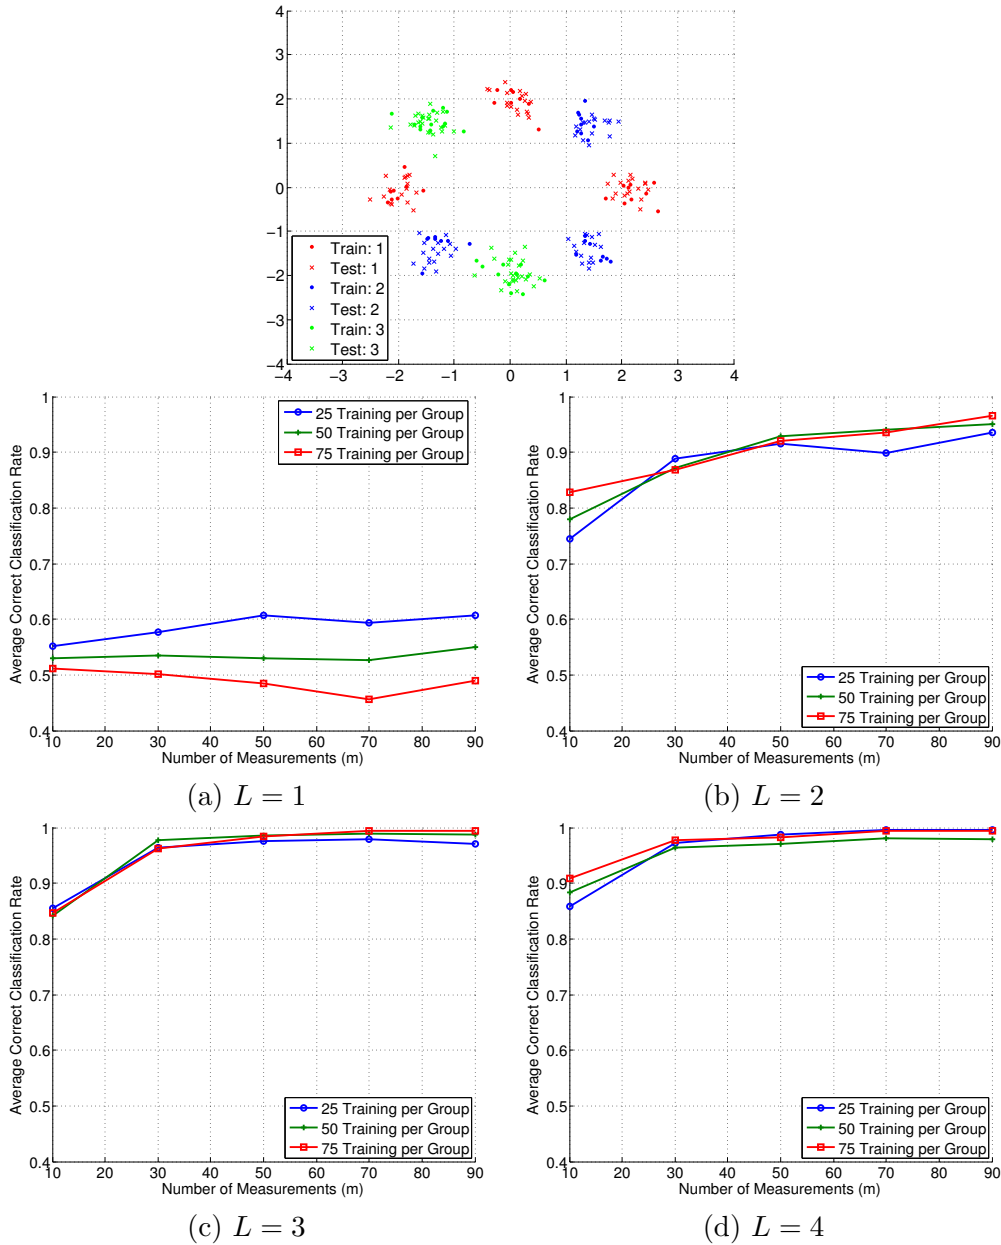 4
3
2
1
0
−1
−2
−3
−4
−4 −3 −2 −1 0 1 2 3 4
Train: 1
Test: 1
Train: 2
Test: 2
Train: 3
Test: 3
Average Correct Classification Rate
1
0.9
0.8
0.7
0.6
0.5
0.4
10 20 30 40 50 60 70 80 90
Number of Measurements (m)
25 Training per Group
50 Training per Group
75 Training per Group
(a) L = 1
Average Correct Classification Rate
1
0.9
0.8
0.7
0.6
0.5
0.4
10 20 30 40 50 60 70 80 90
Number of Measurements (m)
25 Training per Group
50 Training per Group
75 Training per Group
(b) L = 2
Average Correct Classification Rate
1
0.9
0.8
0.7
0.6
0.5
0.4
10 20 30 40 50 60 70 80 90
Number of Measurements (m)
25 Training per Group
50 Training per Group
75 Training per Group
(c) L = 3
Average Correct Classification Rate
1
0.9
0.8
0.7
0.6
0.5
0.4
10 20 30 40 50 60 70 80 90
Number of Measurements (m)
25 Training per Group
50 Training per Group
75 Training per Group
(d) L = 4